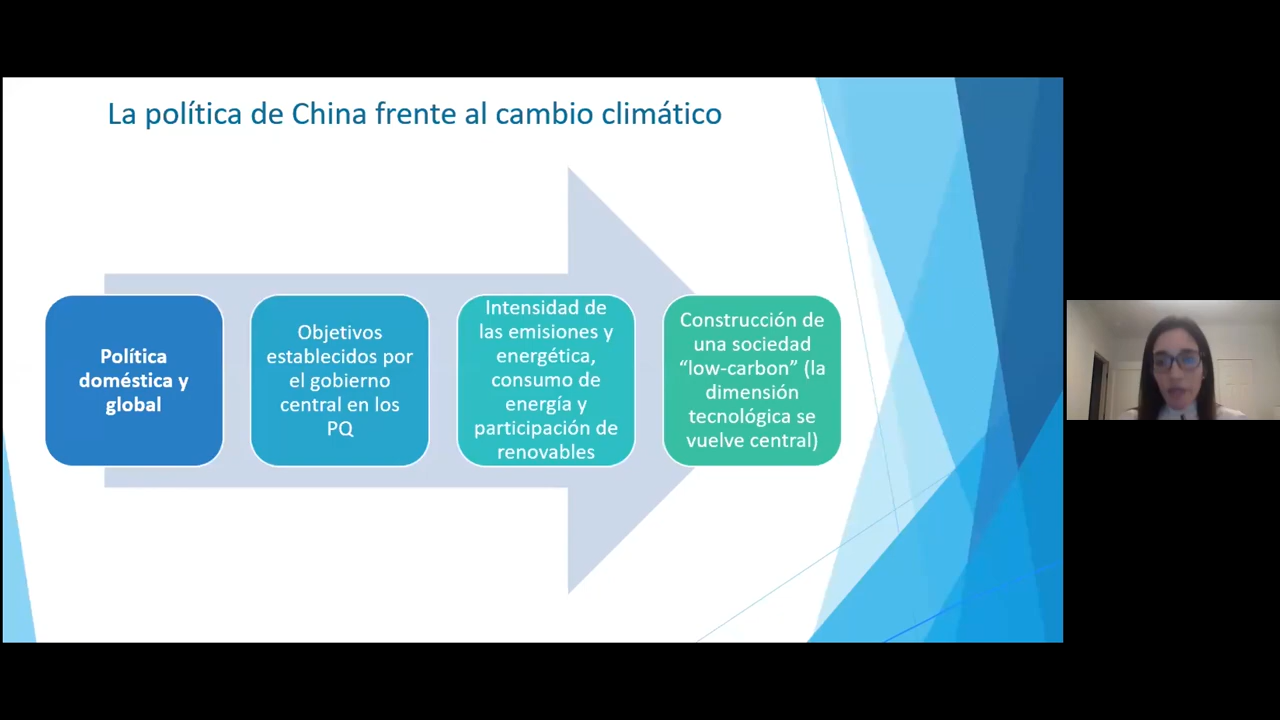 La política de China frente al cambio climático
Política
doméstica y
global
Objetivos
establecidos por
el gobierno
central en los
PQ
Intensidad de
las emisiones y
energética,
consumo de
energía y
participación de
renovables
Construcción de
una sociedad
“low-carbon” (la
dimensión
tecnológica se
vuelve central)